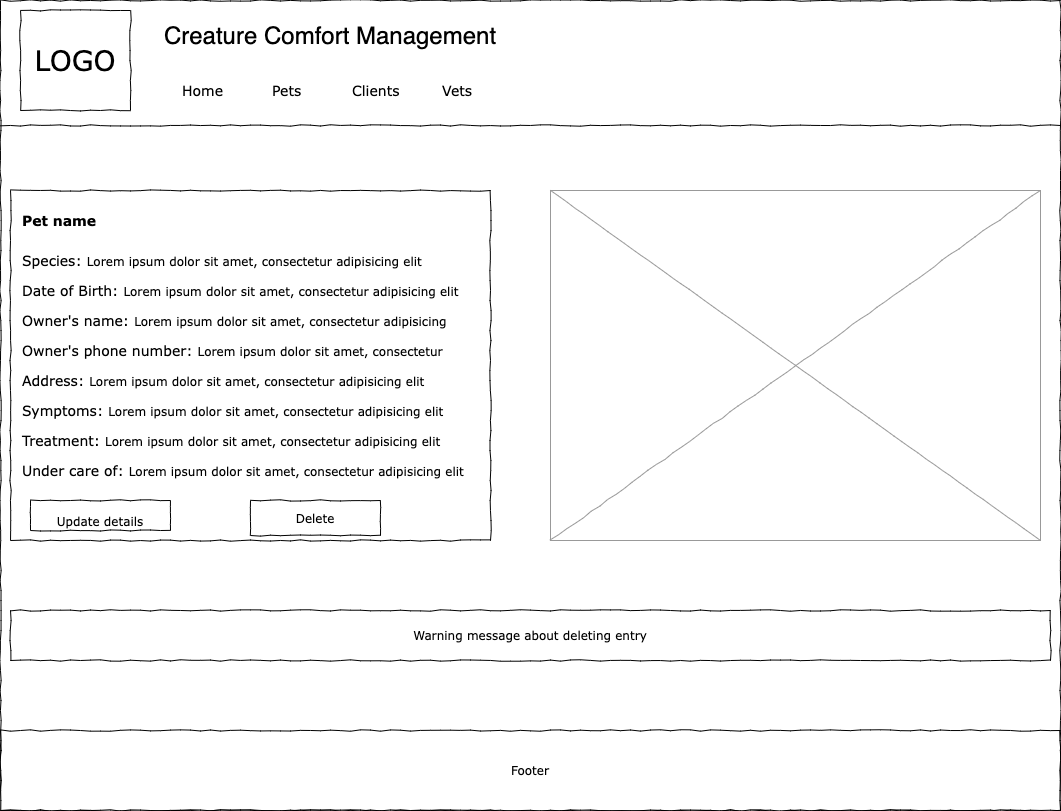 LOGO
Creature Comfort Management
Home Pets Clients Vets
Pet name
Species: Lorem ipsum dolor sit amet, consectetur adipisicing elit
Date of Birth: Lorem ipsum dolor sit amet, consectetur adipisicing elit
Owner's name: Lorem ipsum dolor sit amet, consectetur adipisicing
Owner's phone number: Lorem ipsum dolor sit amet, consectetur
Address: Lorem ipsum dolor sit amet, consectetur adipisicing elit
Symptoms: Lorem ipsum dolor sit amet, consectetur adipisicing elit
Treatment: Lorem ipsum dolor sit amet, consectetur adipisicing elit
Under care of: Lorem ipsum dolor sit amet, consectetur adipisicing elit
Update details Delete
Warning message about deleting entry
Footer